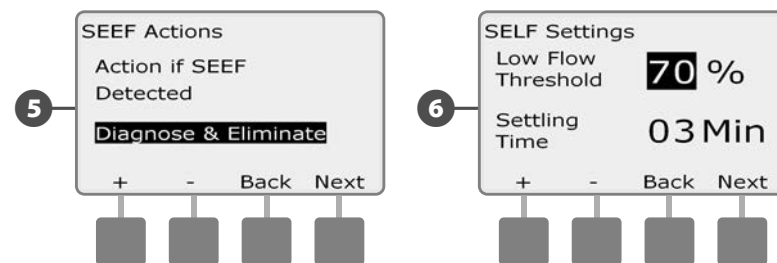 5
SEEF Actions
Action if SEEF
Detected
Diagnose & Eliminate
+ - Back Next
6
SELF Settings
Low Flow
Threshold
70 %
Settling
Time
03 Min
+ - Back Next